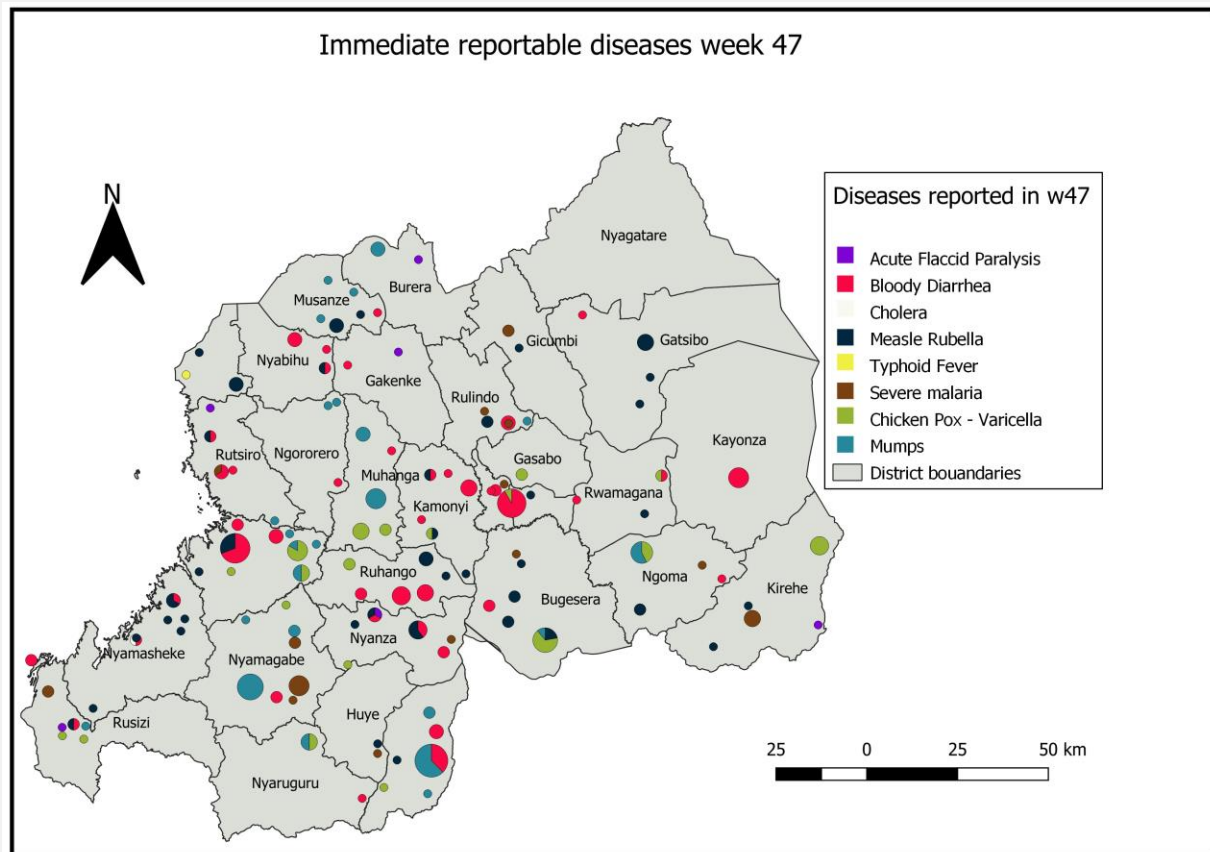 Immediate reportable diseases week 47
N
Diseases reported in w47
Acute Flaccid Paralysis
Bloody Diarrhea
Cholera
Measle Rubella
Typhoid Fever
Severe malaria
Chicken Pox - Varicella
Mumps
District bouandaries
Nyagatare
Burera
Musanze
Gicumbi
Gatsibo
Nyabihu
Gakenke
Rulindo
Kayonza
Rutsiro
Ngororero
Gasabo
Muhanga
Rwamagana
Kamonyi
Ruhango
Ngoma
Kirehe
Bugesera
Nyanza
Nyamasheke
Nyamagabe
Huye
Rusizi
Nyaruguru
25 0 25 50 km